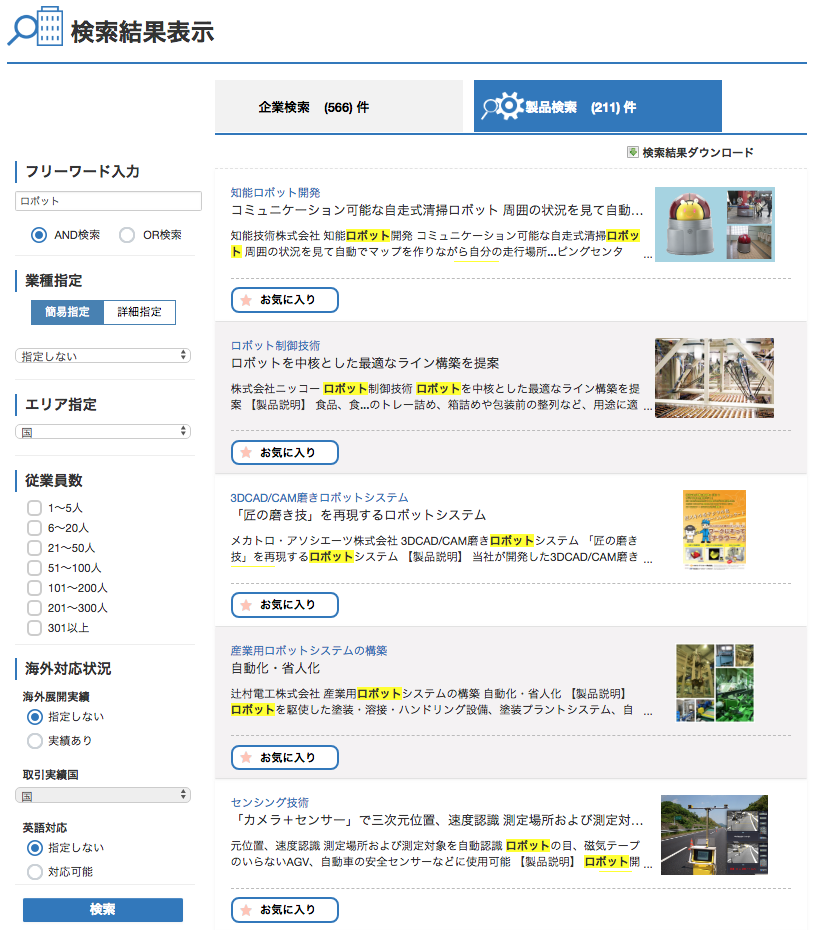 検索結果表示
企業検索 (566) 件
製品検索 (211) 件
検索結果ダウンロード
フリーワード入力
ロボット
AND検索
OR検索
業種指定
簡易指定
詳細指定
指定しない
エリア指定
国
従業員数
1〜5人
6〜20人
21〜50人
51〜100人
101〜200人
201〜300人
301以上
海外対応状況
海外展開実績
指定しない
実績あり
取引実績国
国
英語対応
指定しない
対応可能
検索
知能ロボット開発
コミュニケーション可能な自走式清掃ロボット 周囲の状況を見て自動…
知能技術株式会社 知能ロボット開発 コミュニケーション可能な自走式清掃ロボッ
ト 周囲の状況を見て自動でマップを作りながら自分の走行場所...ピングセンタ ...
お気に入り
ロボット制御技術
ロボットを中核とした最適なライン構築を提案
株式会社ニッコー ロボット制御技術 ロボットを中核とした最適なライン構築を提
案 【製品説明】 食品、食...のトレー詰め、箱詰めや包装前の整列など、用途に適 ...
お気に入り
3DCAD/CAM磨きロボットシステム
「匠の磨き技」を再現するロボットシステム
メカトロ・アソシエーツ株式会社 3DCAD/CAM磨きロボットシステム 「匠の磨き
技」を再現するロボットシステム 【製品説明】 当社が開発した3DCAD/CAM磨き ...
お気に入り
産業用ロボットシステムの構築
自動化・省人化
辻村電工株式会社 産業用ロボットシステムの構築 自動化・省人化 【製品説明】
ロボットを駆使した塗装・溶接・ハンドリング設備、塗装プラントシステム、自 ...
お気に入り
センシング技術
「カメラ＋センサー」で三次元位置、速度認識 測定場所および測定対…
元位置、速度認識 測定場所および測定対象を自動認識 ロボットの目、磁気テープ
のいらないAGV、自動車の安全センサーなどに使用可能 【製品説明】 ロボット開 ...
お気に入り